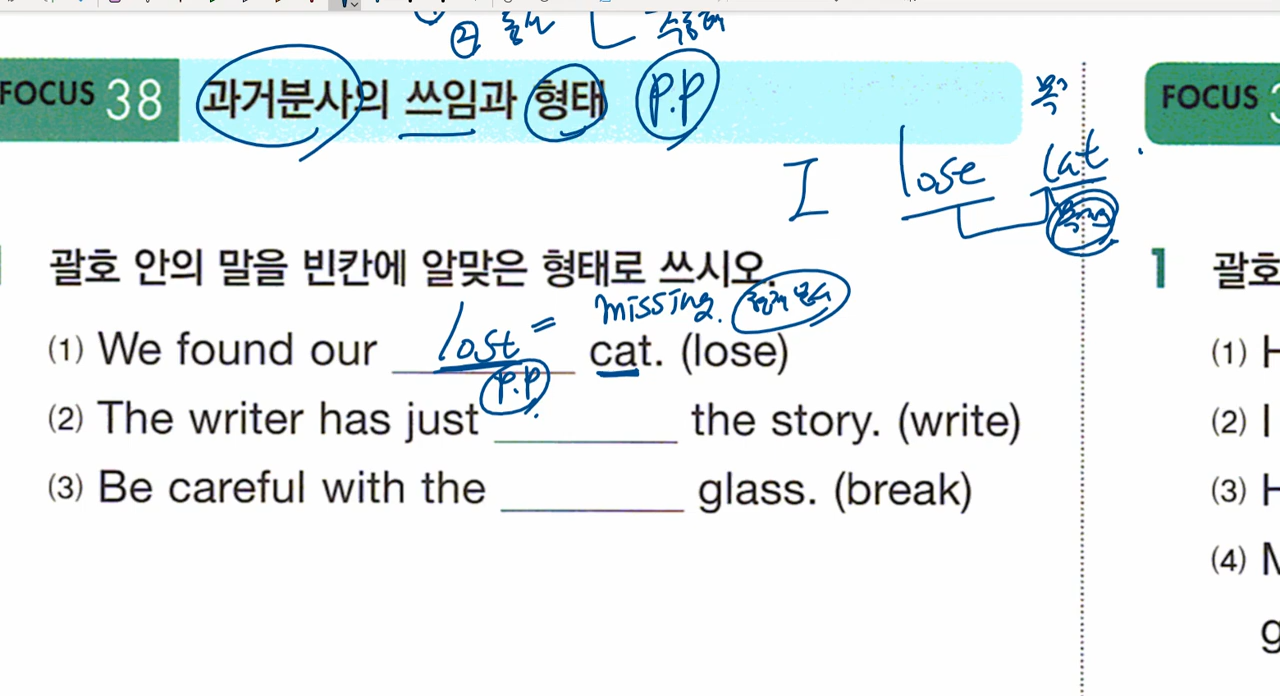 ② 동사
FOCUS 38 과거분사의 쓰임과 형태 p.p
FOCUS
I lose cat.
괄호 안의 말을 빈칸에 알맞은 형태로 쓰시오.
missing.
(1) We found our lost = cat. (lose)
p.p.
(2) The writer has just ________ the story. (write)
(3) Be careful with the ________ glass. (break)
1 괄호
(1) H
(2) I
(3) H
(4)
g